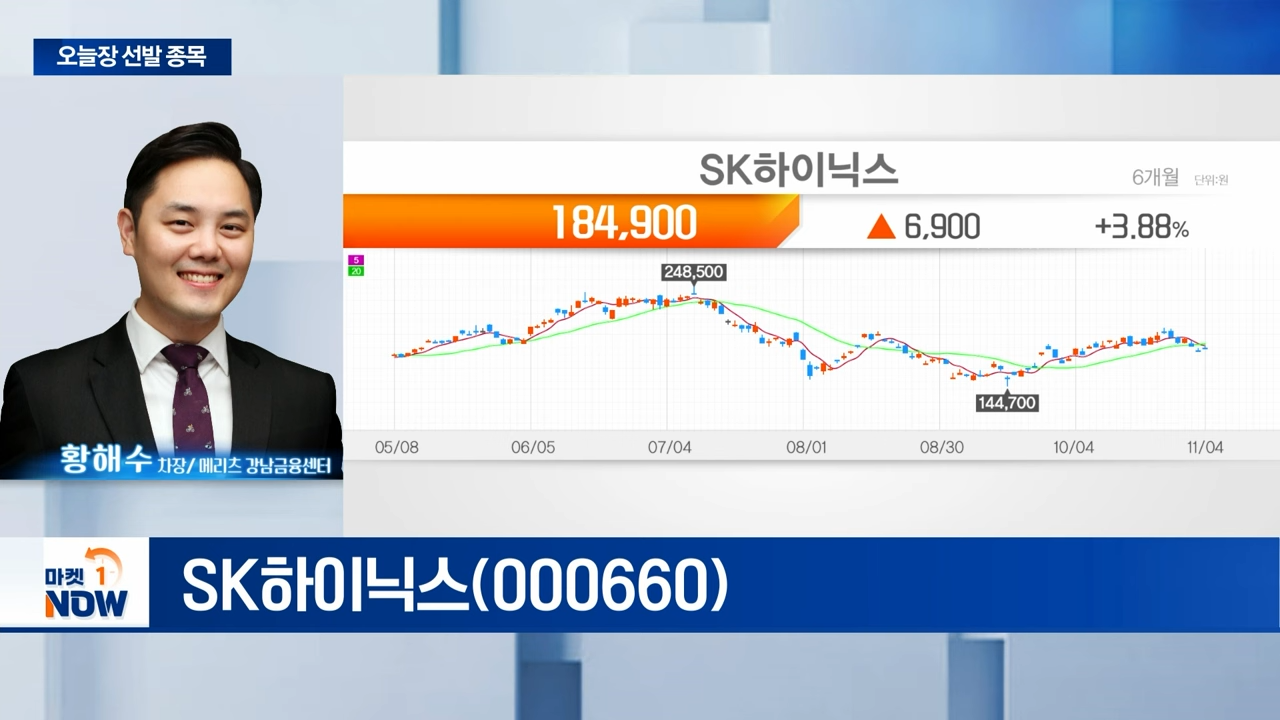 오늘장 선발 종목
SK하이닉스
6개월 단위:원
184,900 ▲ 6,900 +3.88%
5
20
248,500
144,700
05/08 06/05 07/04 08/01 08/30 10/04 11/04
황해수 차장/ 메리츠 강남금융센터
마켓 1
NOW
SK하이닉스(000660)